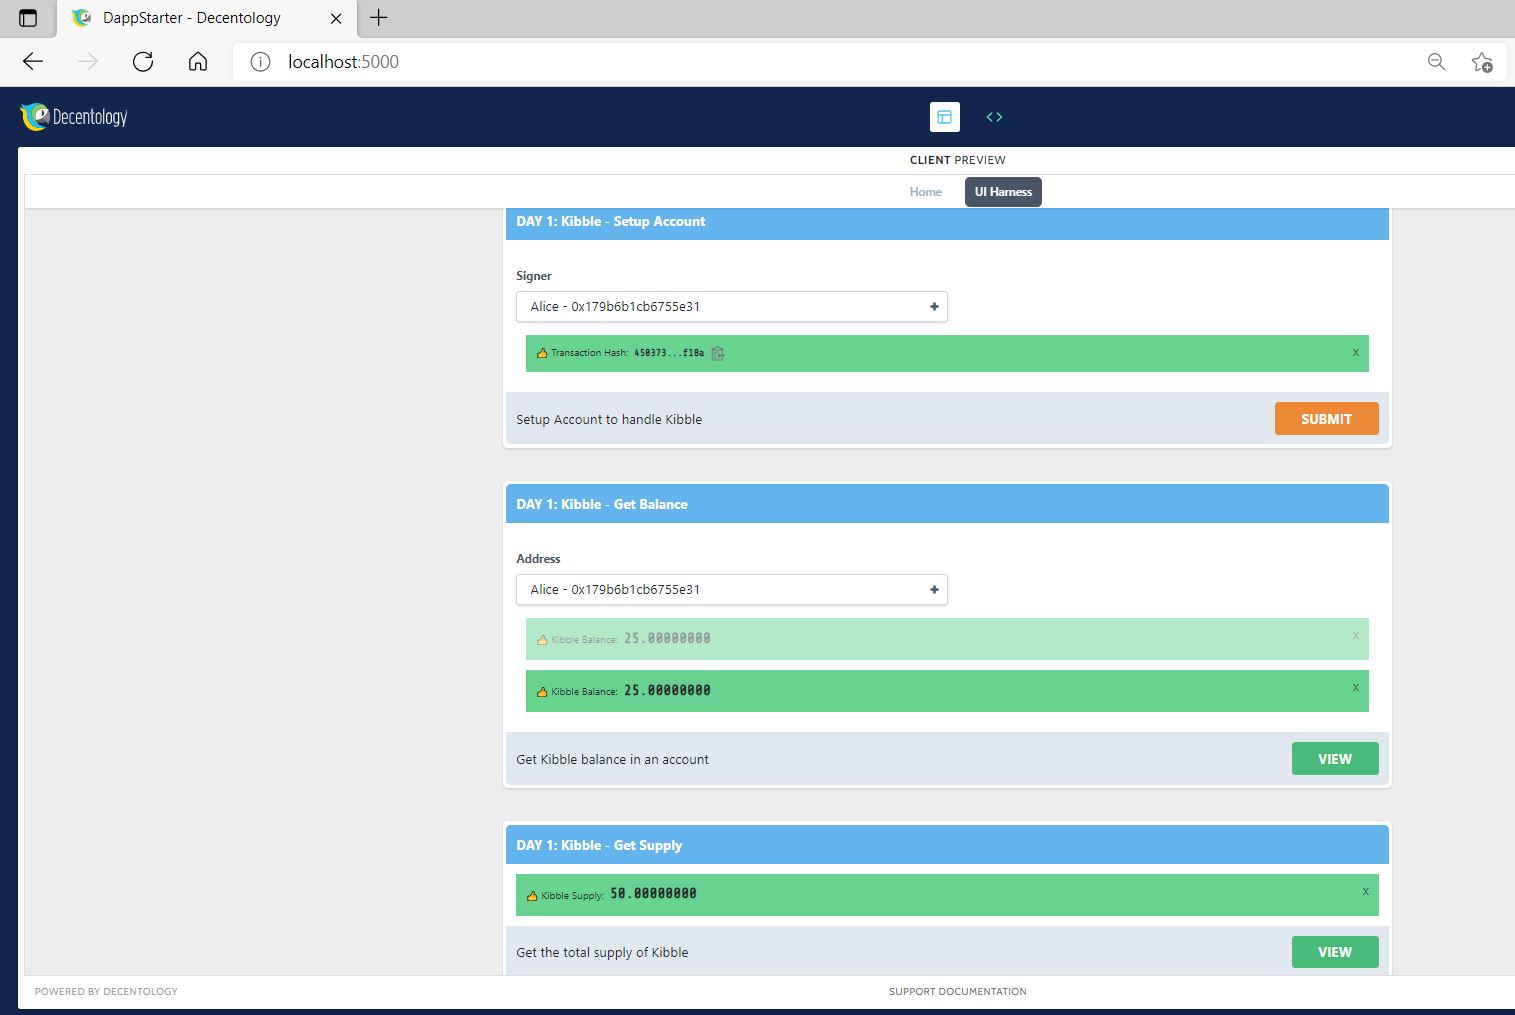 DappStarter - Decentology
localhost:5000
Decentology
CLIENT PREVIEW
Home
UI Harness
DAY 1: Kibble - Setup Account
Signer
Alice - 0x179b6b1cb6755e31
Transaction Hash: 450373...f18a
x
Setup Account to handle Kibble
SUBMIT
DAY 1: Kibble - Get Balance
Address
Alice - 0x179b6b1cb6755e31
Kibble Balance: 25.00000000
x
Kibble Balance: 25.00000000
x
Get Kibble balance in an account
VIEW
DAY 1: Kibble - Get Supply
Kibble Supply: 50.00000000
x
Get the total supply of Kibble
VIEW
POWERED BY DECENTOLOGY
SUPPORT DOCUMENTATION